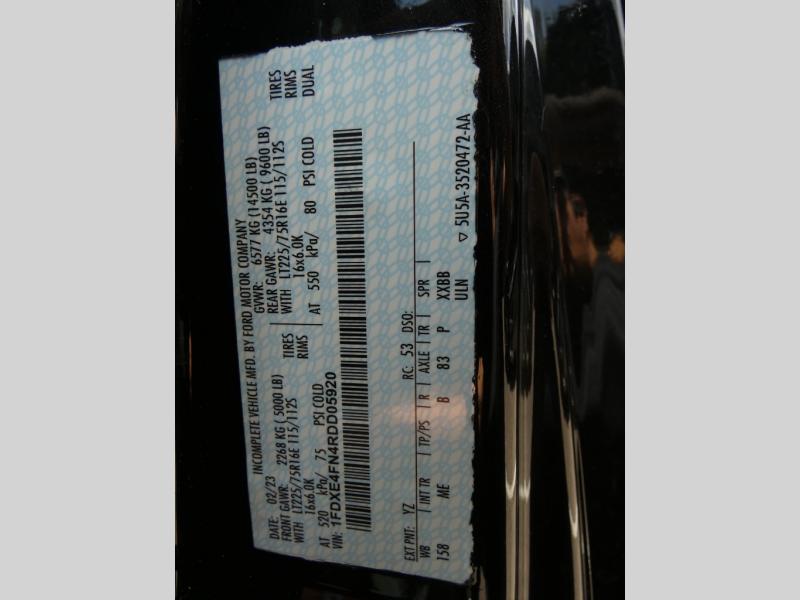 INCOMPLETE VEHICLE MFD. BY FORD MOTOR COMPANY
DATE: 02/23 GVWR: 6577 KG (14500 LB)
FRONT GAWR: 2268 KG ( 5000 LB) REAR GAWR: 4354 KG ( 9600 LB)
WITH LT225/75R16E 115/112S TIRES WITH LT225/75R16E 115/112S TIRES
16x6.0K RIMS 16x6.0K RIMS
AT 520 kPa/ 75 PSI COLD AT 550 kPa/ 80 PSI COLD DUAL
VIN: 1FDXE4FN4RDD05920
EXT PNT: YZ RC: 53 DSO:
WB INT TR TP/PS R AXLE TR SPR
158 ME B 83 P XXBB
ULN
▽ 5U5A-3520472-AA